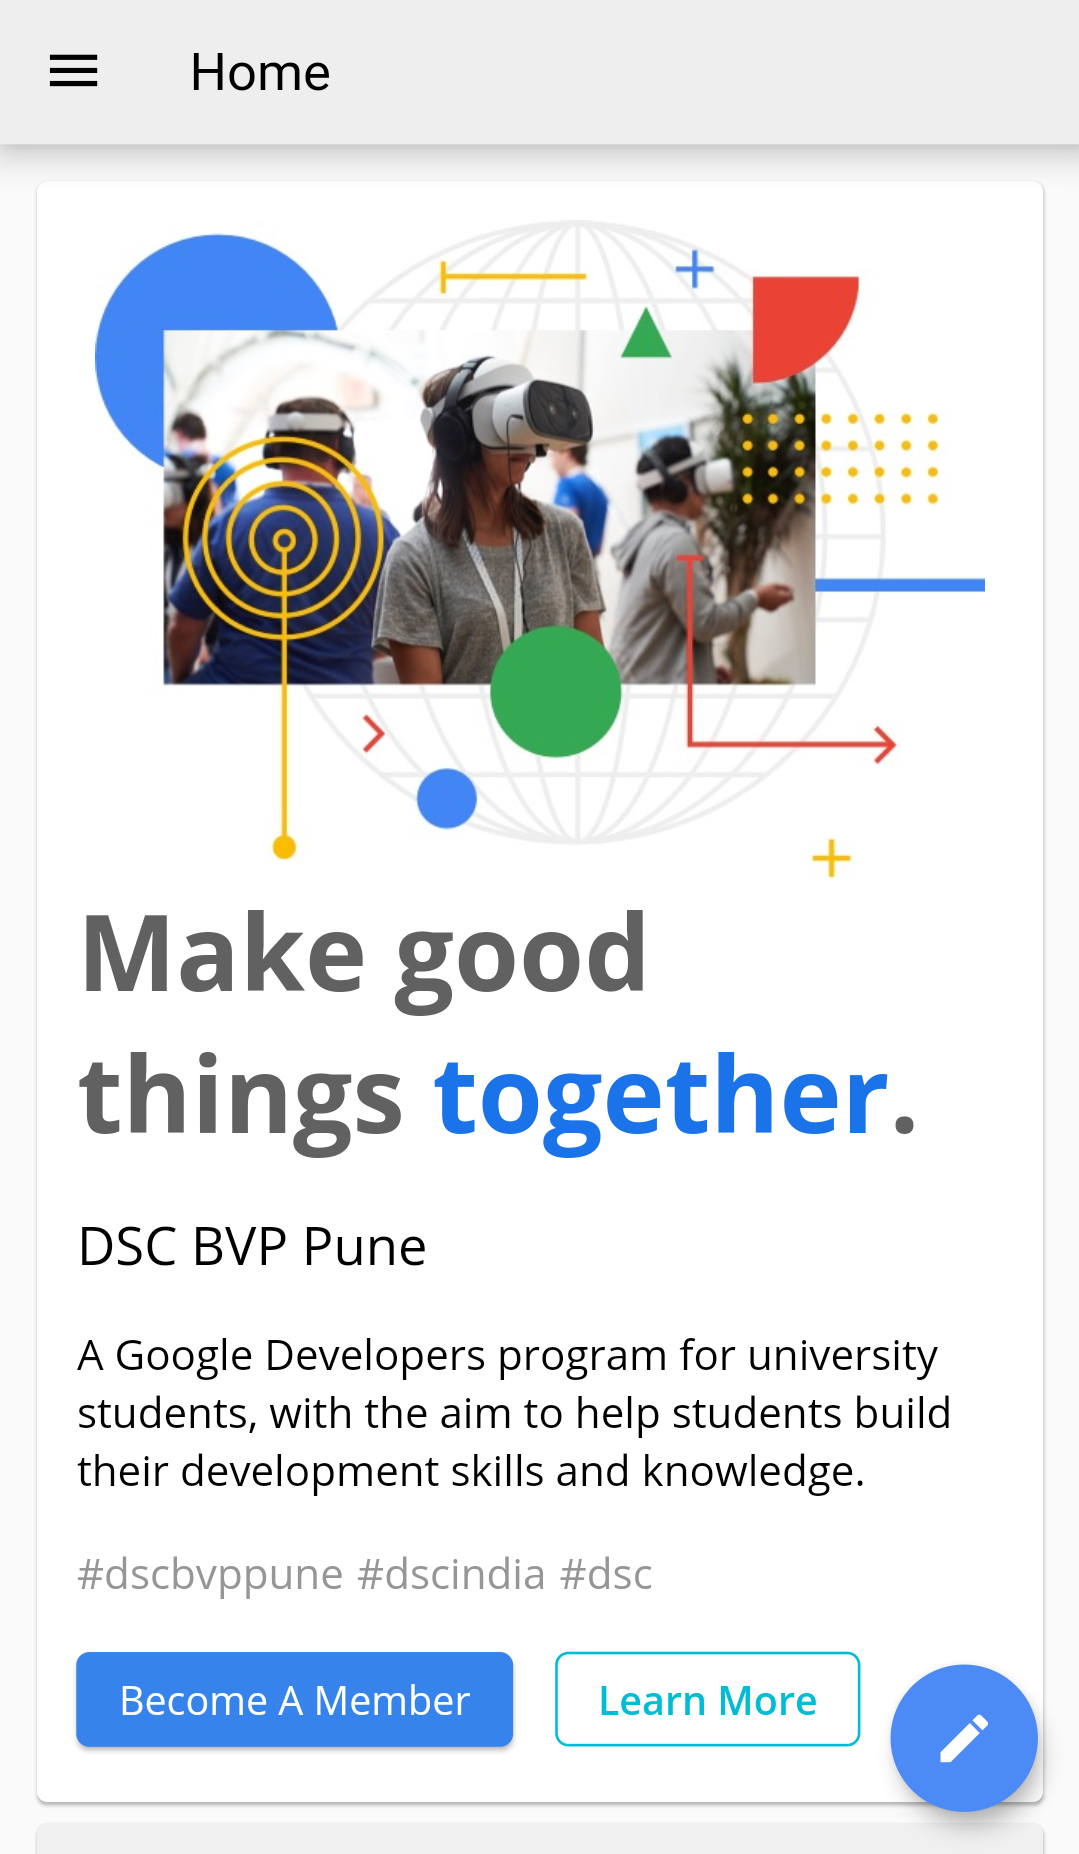 Home
Make good
things together.
DSC BVP Pune
A Google Developers program for university
students, with the aim to help students build
their development skills and knowledge.
#dscbvppune #dscindia #dsc
Become A Member
Learn More